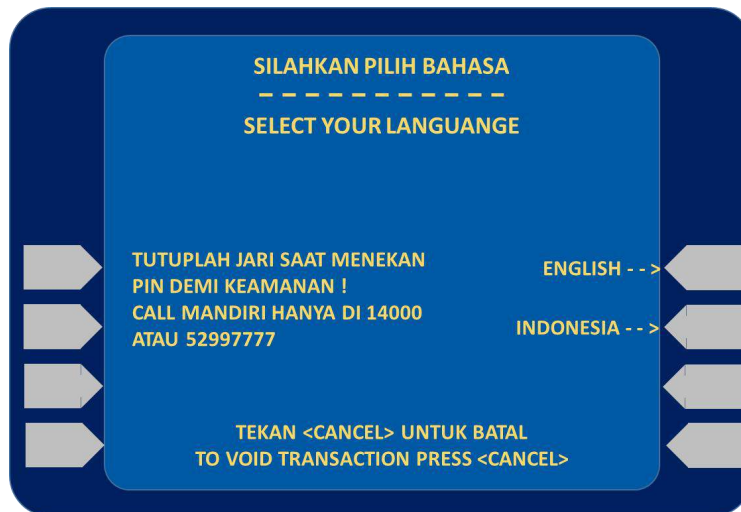 SILAHKAN PILIH BAHASA
- - - - - - - - - - -
SELECT YOUR LANGUANGE
TUTUPLAH JARI SAAT MENEKAN
PIN DEMI KEAMANAN !
CALL MANDIRI HANYA DI 14000
ATAU 52997777
ENGLISH - - >
INDONESIA - - >
TEKAN <CANCEL> UNTUK BATAL
TO VOID TRANSACTION PRESS <CANCEL>